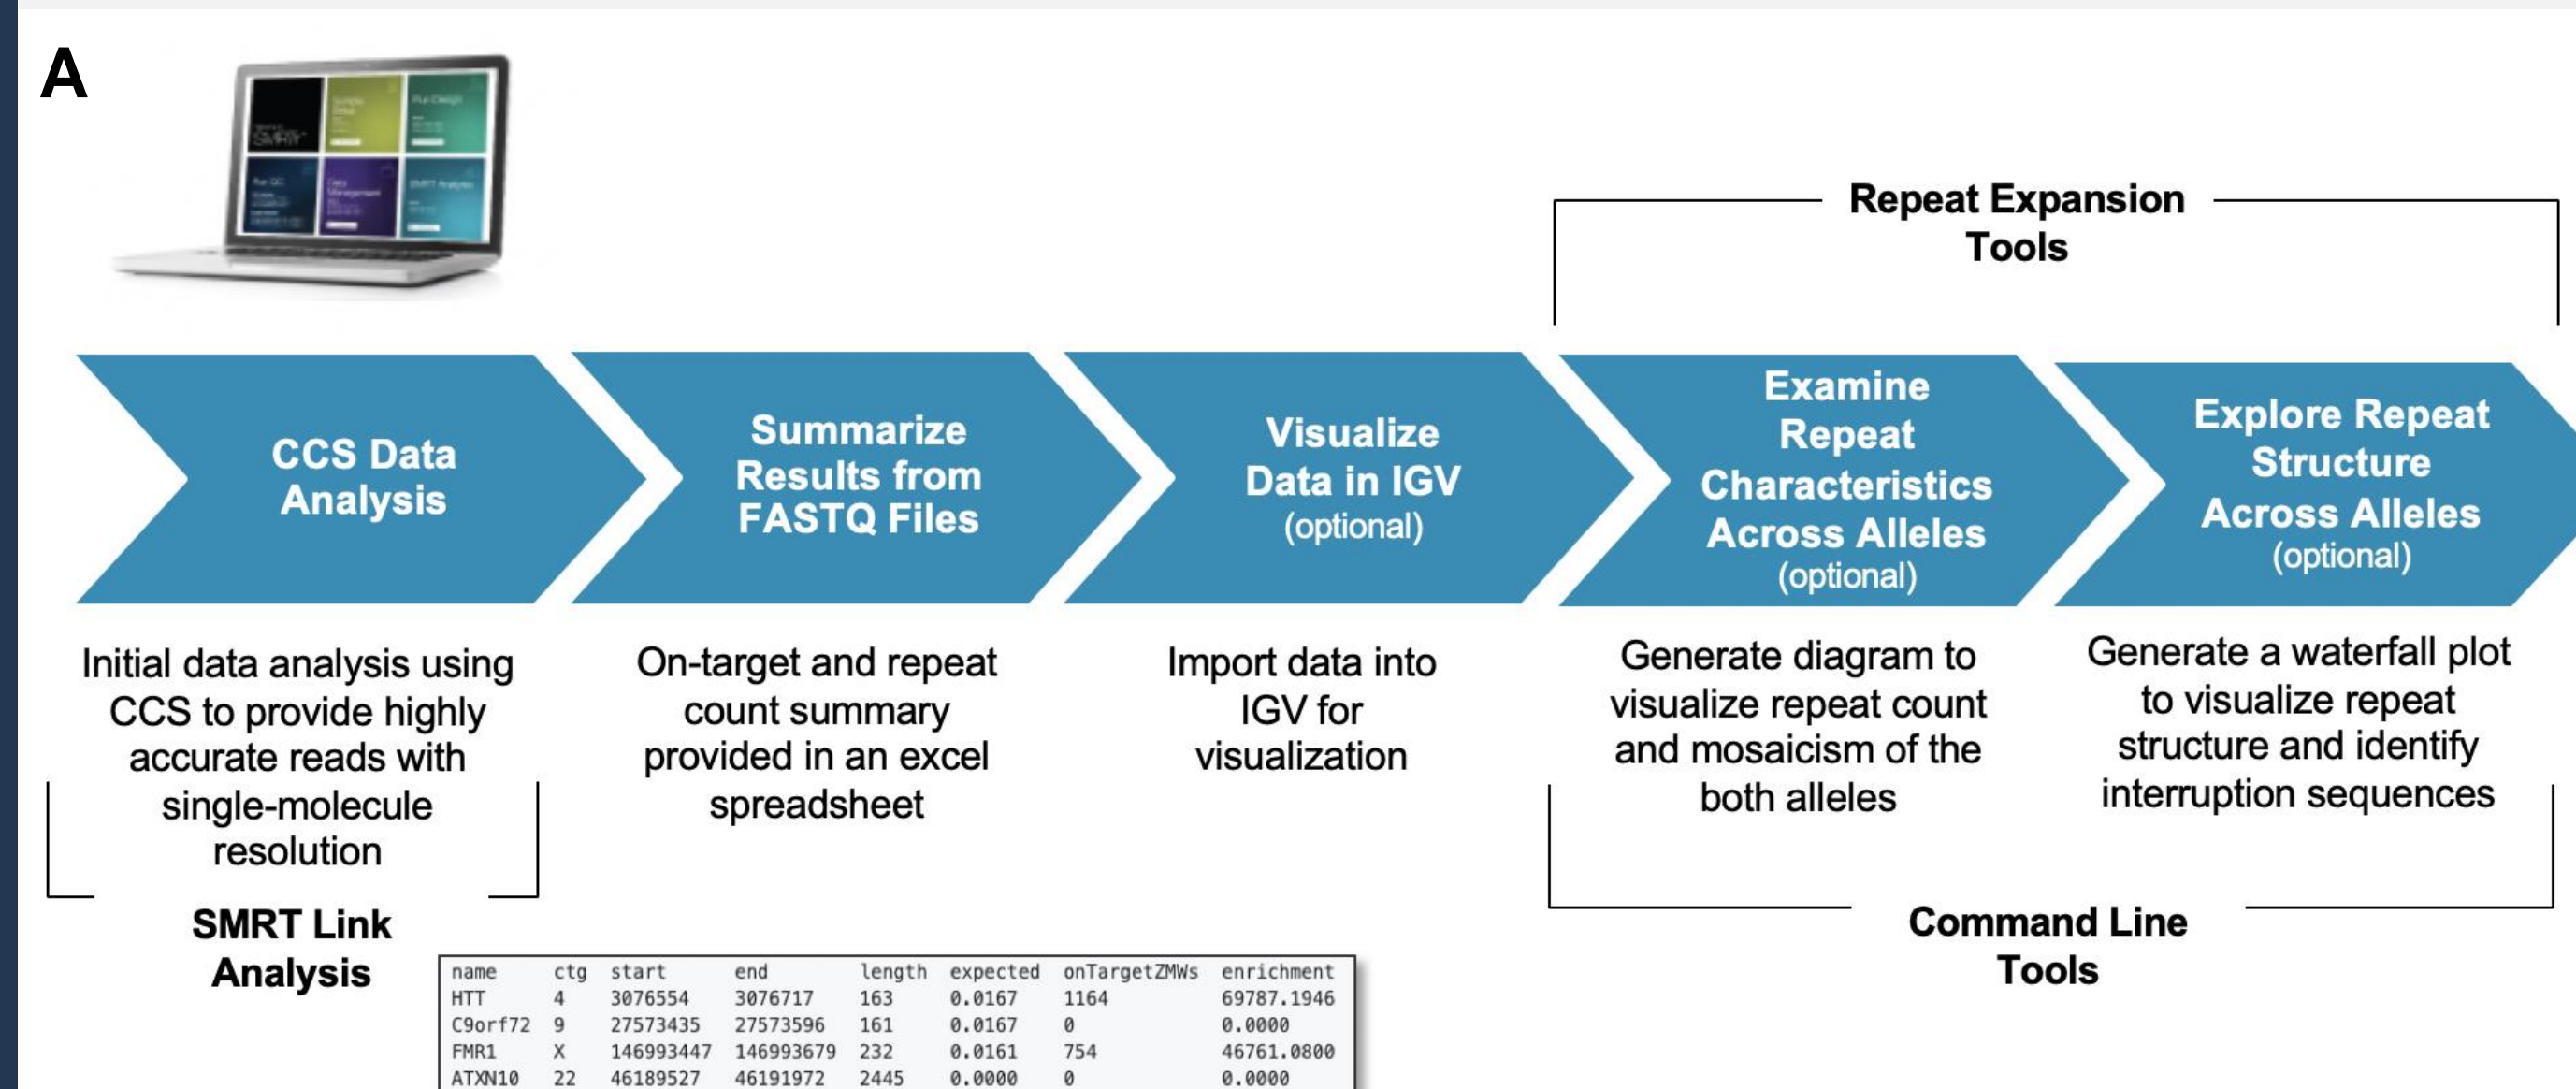 A
Repeat Expansion
Tools
CCS Data
Analysis
Summarize
Results from
FASTQ Files
Visualize
Data in IGV
(optional)
Examine
Repeat
Characteristics
Across Alleles
(optional)
Explore Repeat
Structure
Across Alleles
(optional)
Initial data analysis using
CCS to provide highly
accurate reads with
single-molecule
resolution
On-target and repeat
count summary
provided in an excel
spreadsheet
Import data into
IGV for
visualization
Generate diagram to
visualize repeat count
and mosaicism of the
both alleles
Generate a waterfall plot
to visualize repeat
structure and identify
interruption sequences
SMRT Link
Analysis
Command Line
Tools
name ctg start end length expected onTargetZMWs enrichment
HTT 4 3076554 3076717 163 0.0167 1164 69787.1946
C9orf72 9 27573435 27573596 161 0.0167 0 0.0000
FMR1 X 146993447 146993679 232 0.0161 754 46761.0800
ATXN10 22 46189527 46191972 2445 0.0000 0 0.0000